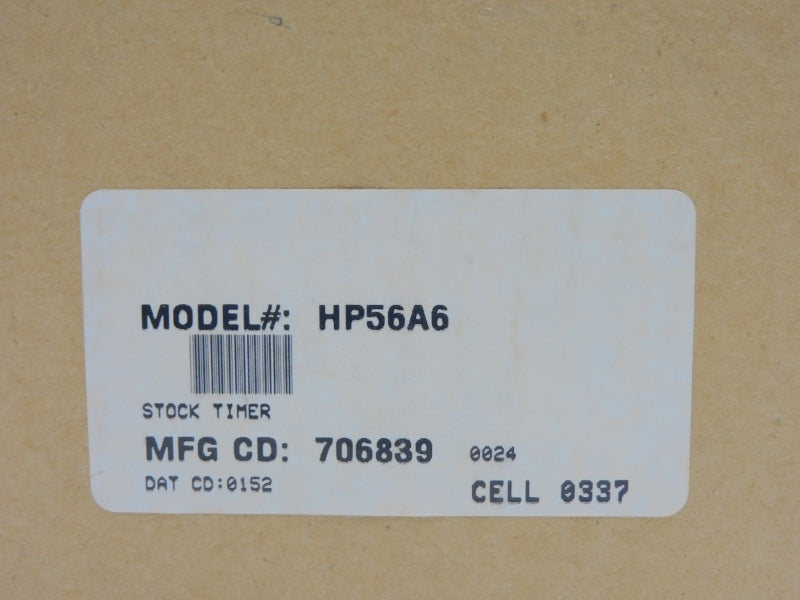 MODEL#: HP56A6
STOCK TIMER
MFG CD: 706839 0024
DAT CD:0152
CELL 0337